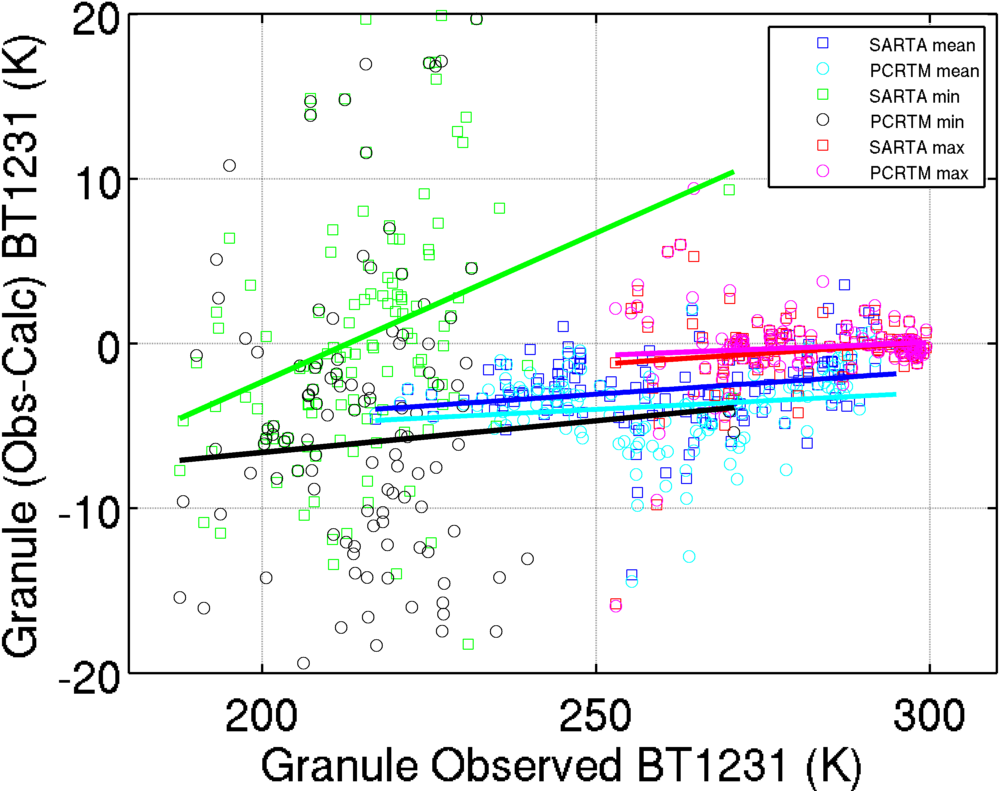 20
10
0
-10
-20
200
250
300
Granule (Obs-Calc) BT1231 (K)
Granule Observed BT1231 (K)
SARTA mean
PCRTM mean
SARTA min
PCRTM min
SARTA max
PCRTM max